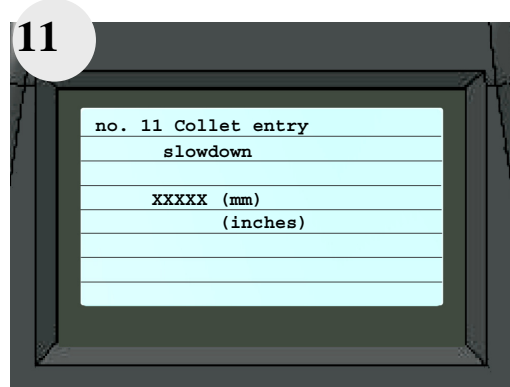 11
no. 11 Collet entry
slowdown
XXXXX (mm)
(inches)